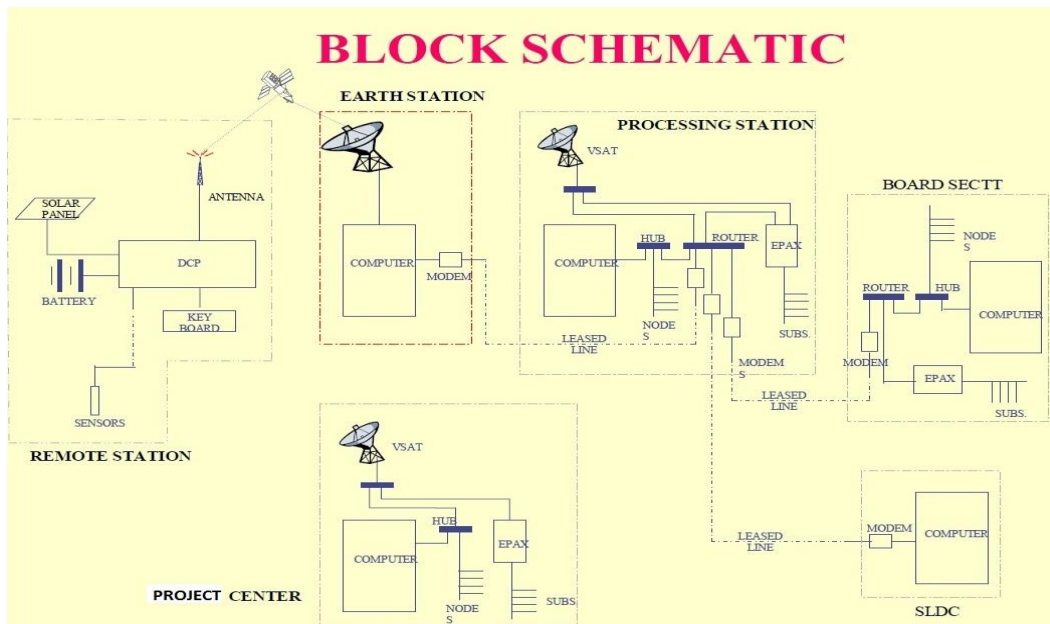 BLOCK SCHEMATIC
EARTH STATION
PROCESSING STATION
VSAT
BOARD SECTT
ANTENNA
SOLAR
PANEL
DCP
BATTERY
KEY
BOARD
SENSORS
REMOTE STATION
COMPUTER
MODEM
LEASED
LINE
COMPUTER
HUB
ROUTER
EPAX
NODE
S
SUBS.
MODEM
S
LEASED
LINE
NODE
S
ROUTER
HUB
COMPUTER
MODEM
EPAX
SUBS.
VSAT
HUB
EPAX
COMPUTER
NODE
S
SUBS
PROJECT CENTER
LEASED
LINE
MODEM
COMPUTER
SLDC